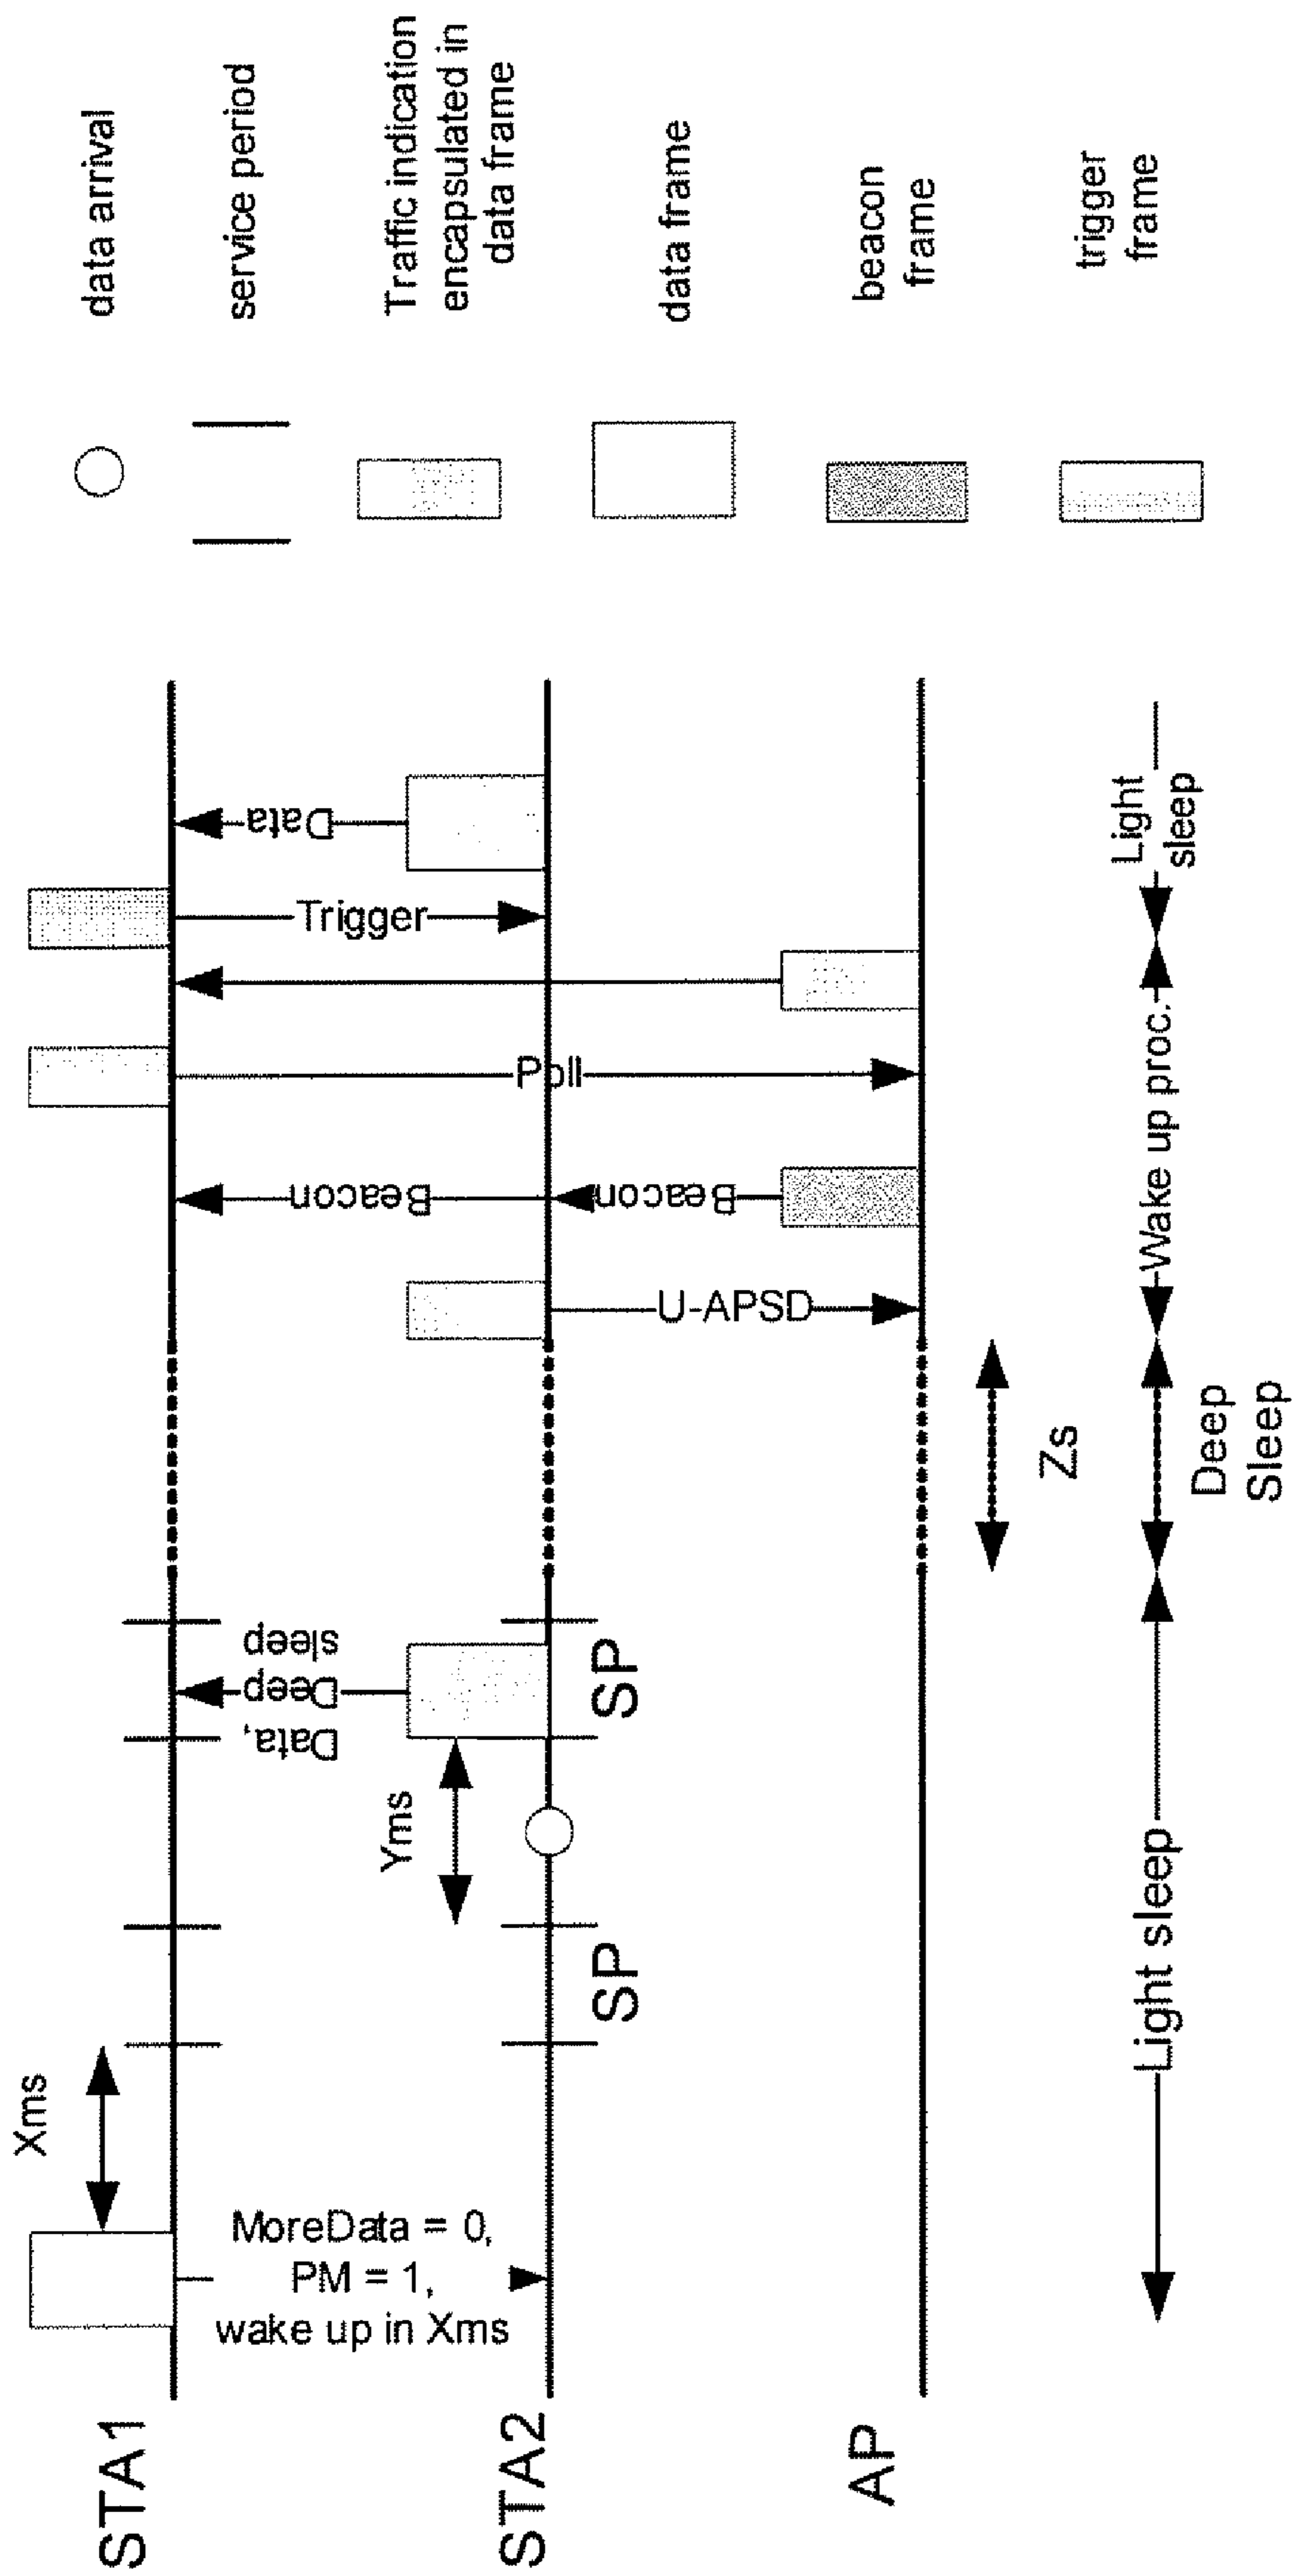 STA1
STA2
AP
Xms
MoreData = 0,
PM = 1,
wake up in Xms
SP
Yms
Data,
Deep
sleep
SP
Zs
U-APSD
Beacon
Beacon
Poll
Trigger
Data
Light sleep
Deep
Sleep
Wake up proc.
Light
sleep
data arrival
service period
Traffic indication
encapsulated in
data frame
data frame
beacon
frame
trigger
frame